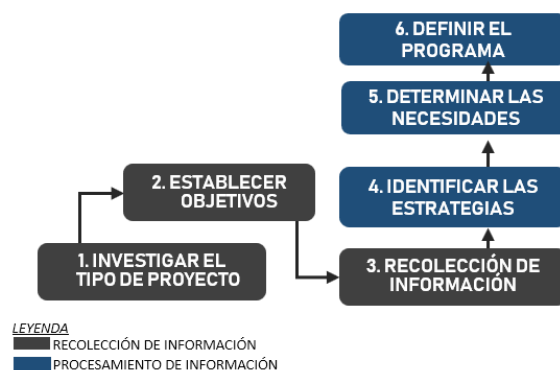 6. DEFINIR EL
PROGRAMA
5. DETERMINAR LAS
NECESIDADES
2. ESTABLECER
OBJETIVOS
4. IDENTIFICAR LAS
ESTRATEGIAS
1. INVESTIGAR EL
TIPO DE PROYECTO
3. RECOLECCIÓN DE
INFORMACIÓN
LEYENDA
RECOLECCIÓN DE INFORMACIÓN
PROCESAMIENTO DE INFORMACIÓN